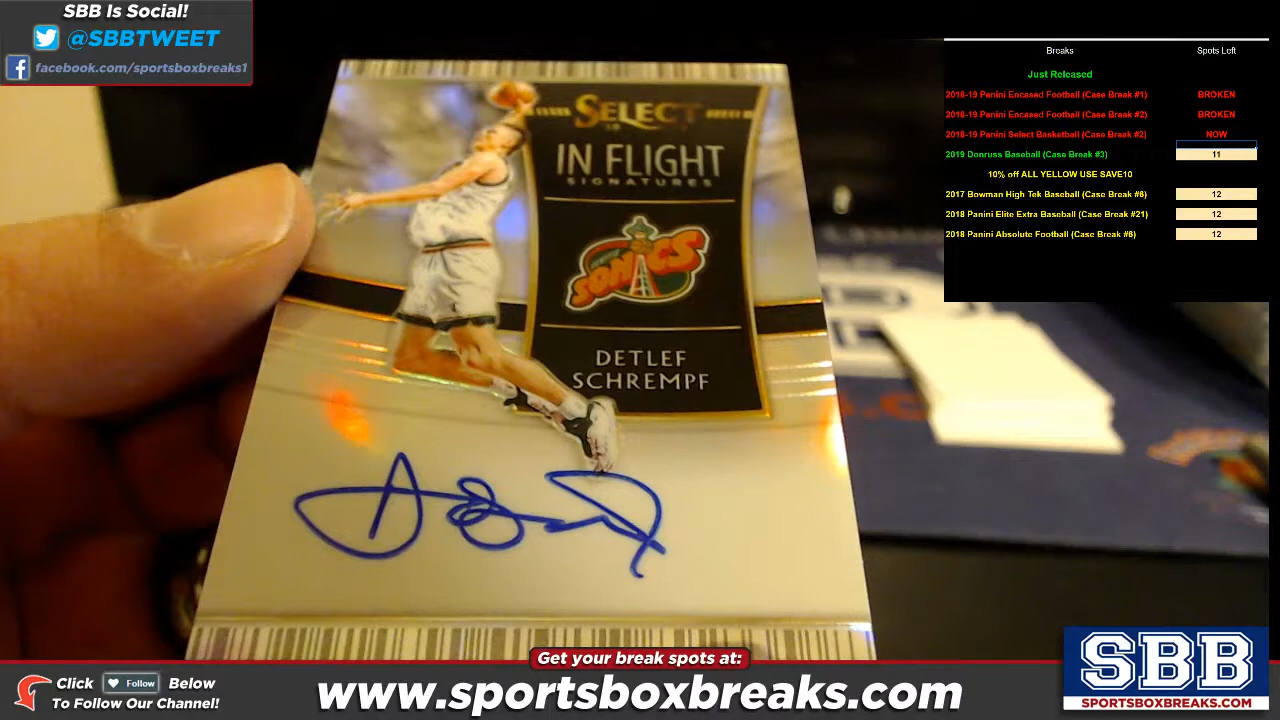 SBB Is Social!
@SBBTWEET
facebook.com/sportsboxbreaks1
Breaks Spots Left
Just Released
2018-19 Panini Encased Football (Case Break #1) BROKEN
2018-19 Panini Encased Football (Case Break #2) BROKEN
2018-19 Panini Select Basketball (Case Break #2) NOW
2019 Donruss Baseball (Case Break #3) 11
10% off ALL YELLOW USE SAVE10
2017 Bowman High Tek Baseball (Case Break #6) 12
2018 Panini Elite Extra Baseball (Case Break #21) 12
2018 Panini Absolute Football (Case Break #6) 12
SELECT
IN FLIGHT
SIGNATURES
SONICS
DETLEF
SCHREMPF
Get your break spots at:
Click Follow Below
To Follow Our Channel!
www.sportsboxbreaks.com
SBB
SPORTSBOXBREAKS.COM